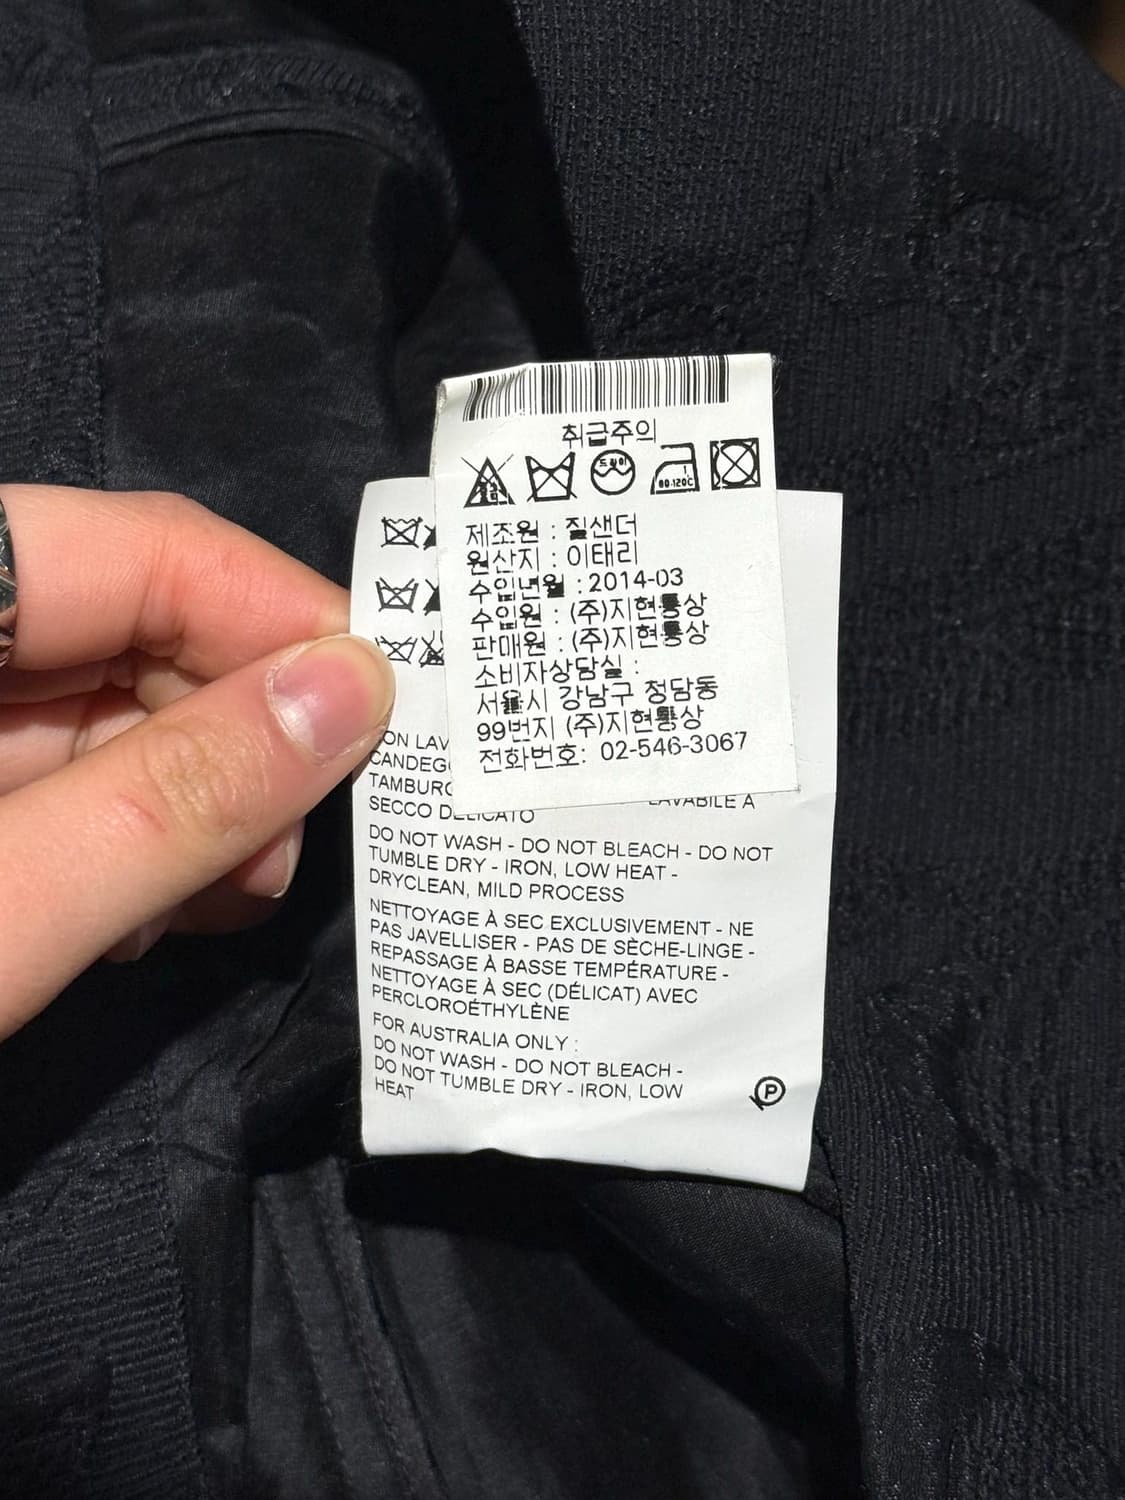 취급주의
드라이
80-120℃
제조원 : 질샌더
원산지 : 이태리
수입년월 : 2014-03
수입원 : (주)지현통상
판매원 : (주)지현통상
소비자상담실 :
서울시 강남구 청담동
99번지 (주)지현통상
전화번호: 02-546-3067
ON LAV
CANDEG
TAMBURO
LAVABILE A
SECCO DELICATO
DO NOT WASH - DO NOT BLEACH - DO NOT
TUMBLE DRY - IRON, LOW HEAT -
DRYCLEAN, MILD PROCESS
NETTOYAGE À SEC EXCLUSIVEMENT - NE
PAS JAVELLISER - PAS DE SÈCHE-LINGE -
REPASSAGE À BASSE TEMPÉRATURE -
NETTOYAGE À SEC (DÉLICAT) AVEC
PERCLOROÉTHYLÈNE
FOR AUSTRALIA ONLY :
DO NOT WASH - DO NOT BLEACH -
DO NOT TUMBLE DRY - IRON, LOW
HEAT
P